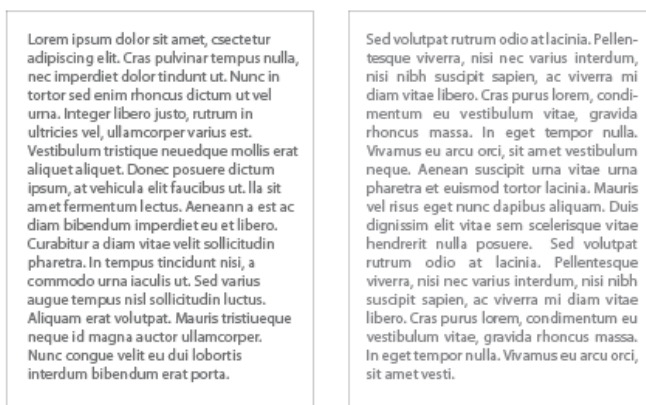 Lorem ipsum dolor sit amet, csectetur
adipiscing elit. Cras pulvinar tempus nulla,
nec imperdiet dolor tindunt ut. Nunc in
tortor sed enim rhoncus dictum ut vel
urna. Integer libero justo, rutrum in
ultricies vel, ullamcorper varius est.
Vestibulum tristique neuedque mollis erat
aliquet aliquet. Donec posuere dictum
ipsum, at vehicula elit faucibus ut. lla sit
amet fermentum lectus. Aeneann a est ac
diam bibendum imperdiet eu et libero.
Curabitur a diam vitae velit sollicitudin
pharetra. In tempus tincidunt nisi, a
commodo urna iaculis ut. Sed varius
augue tempus nisl sollicitudin luctus.
Aliquam erat volutpat. Mauris tristiueque
neque id magna auctor ullamcorper.
Nunc congue velit eu dui lobortis
interdum bibendum erat porta.
Sed volutpat rutrum odio at lacinia. Pellen-
tesque viverra, nisi nec varius interdum,
nisi nibh suscipit sapien, ac viverra mi
diam vitae libero. Cras purus lorem, condi-
mentum eu vestibulum vitae, gravida
rhoncus massa. In eget tempor nulla.
Vivamus eu arcu orci, sit amet vestibulum
neque. Aenean suscipit urna vitae urna
pharetra et euismod tortor lacinia. Mauris
vel risus eget nunc dapibus aliquam. Duis
dignissim elit vitae sem scelerisque vitae
hendrerit nulla posuere. Sed volutpat
rutrum odio at lacinia. Pellentesque
viverra, nisi nec varius interdum, nisi nibh
suscipit sapien, ac viverra mi diam vitae
libero. Cras purus lorem, condimentum eu
vestibulum vitae, gravida rhoncus massa.
In eget tempor nulla. Vivamus eu arcu orci,
sit amet vesti.